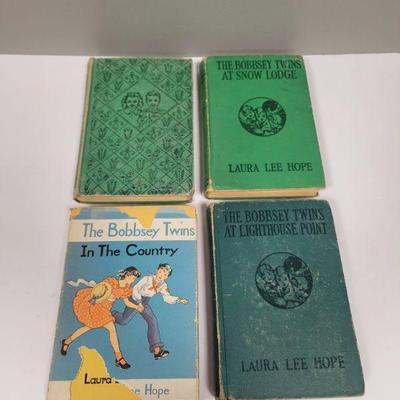 THE BOBBSEY TWINS
AT SNOW LODGE
LAURA LEE HOPE
The Bobbsey Twins
In The Country
Laura Lee Hope
THE BOBBSEY TWINS
AT LIGHTHOUSE POINT
LAURA LEE HOPE